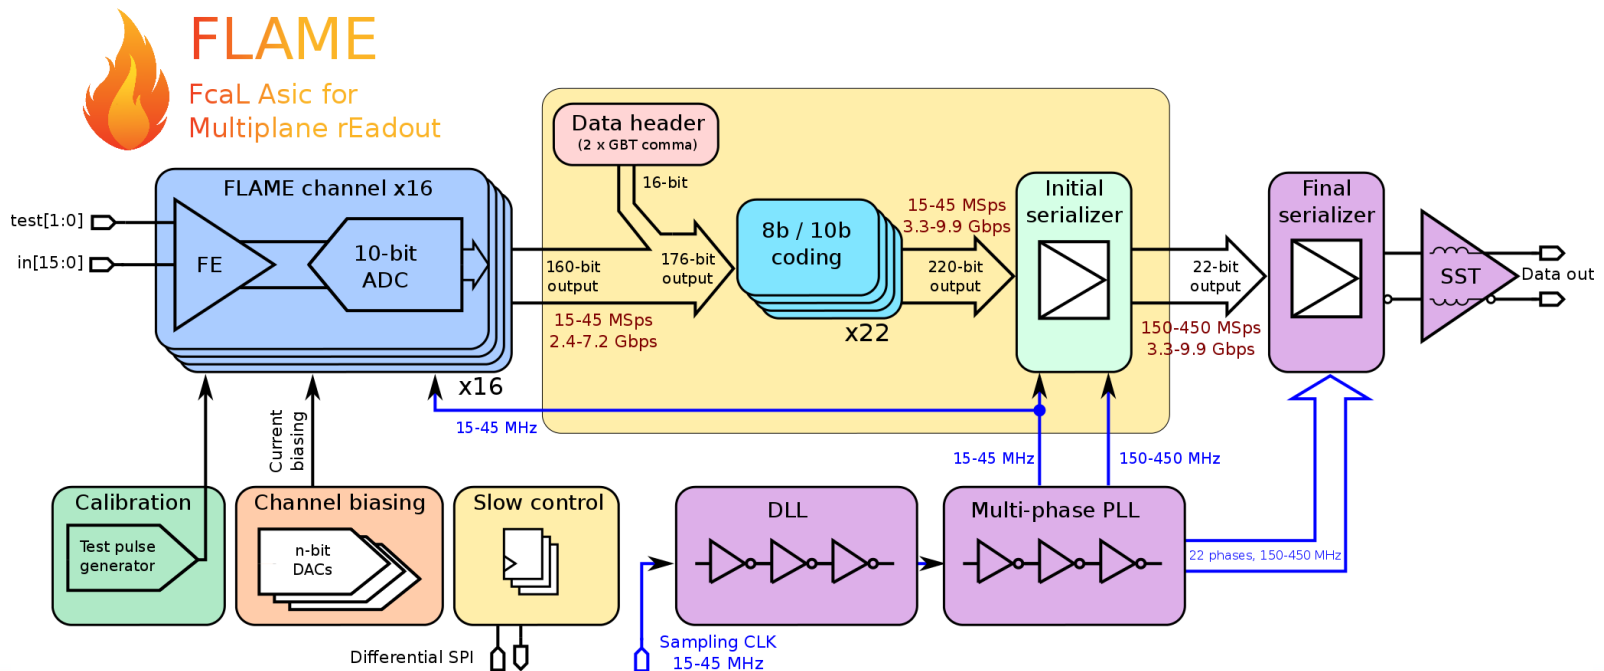 FLAME
FcaL Asic for
Multiplane rEadout
test[1:0]
in[15:0]
FLAME channel x16
FE
10-bit
ADC
x16
Data header
(2 x GBT comma)
16-bit
160-bit
output
176-bit
output
15-45 MSps
2.4-7.2 Gbps
8b / 10b
coding
x22
15-45 MSps
3.3-9.9 Gbps
220-bit
output
Initial
serializer
22-bit
output
150-450 MSps
3.3-9.9 Gbps
Final
serializer
SST
Data out
15-45 MHz
15-45 MHz
150-450 MHz
Current
biasing
Calibration
Test pulse
generator
Channel biasing
n-bit
DACs
Slow control
Differential SPI
DLL
Sampling CLK
15-45 MHz
Multi-phase PLL
22 phases, 150-450 MHz